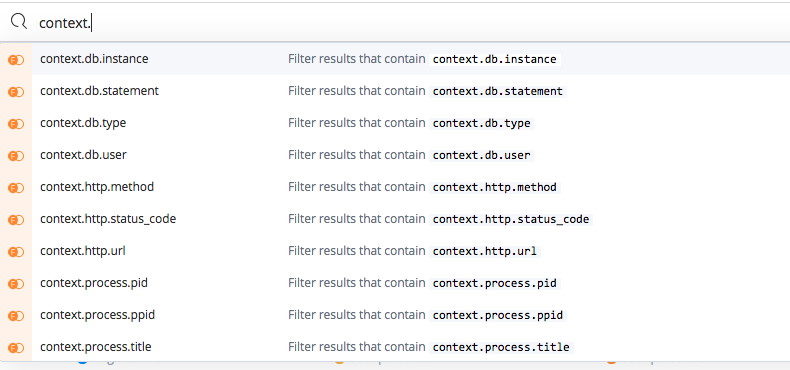 context.
context.db.instance Filter results that contain context.db.instance
context.db.statement Filter results that contain context.db.statement
context.db.type Filter results that contain context.db.type
context.db.user Filter results that contain context.db.user
context.http.method Filter results that contain context.http.method
context.http.status_code Filter results that contain context.http.status_code
context.http.url Filter results that contain context.http.url
context.process.pid Filter results that contain context.process.pid
context.process.ppid Filter results that contain context.process.ppid
context.process.title Filter results that contain context.process.title